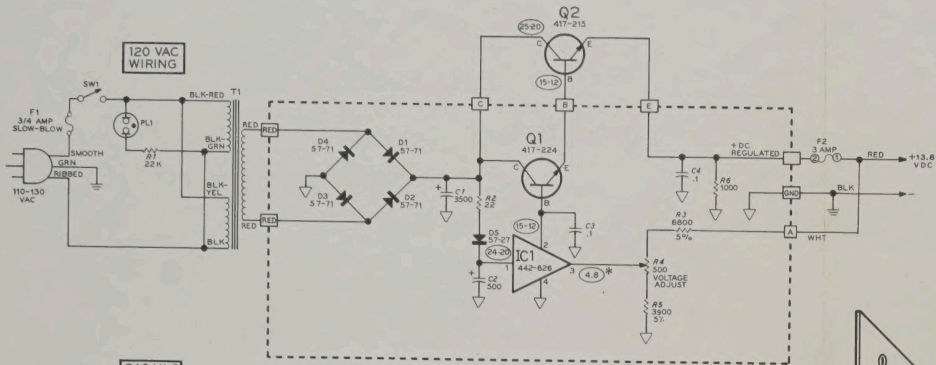 Q2
417-215
25-20
C
E
15-12
B
120 VAC
WIRING
SW1
BLK-RED
T1
F1
3/4 AMP
SLOW-BLOW
PL1
R1
22K
BLK-
GRN
SMOOTH
GRN
RIBBED
110-130
VAC
BLK-
YEL
BLK
RED
RED
RED
RED
D4
57-71
D1
57-71
D3
57-71
D2
57-71
C1
3500
+
C
B
E
Q1
417-224
C
E
B
R2
22
D5
57-27
24-20
+
C2
500
15-12
C3
.1
IC1
442-626
1
2
3
4
4.8 *
+DC
REGULATED
F2
3 AMP
2
1
RED
+13.8
VDC
C4
.1
R6
1000
GND
BLK
-
R3
6800
5%
A
WHT
R4
500
VOLTAGE
ADJUST
R5
3900
5%